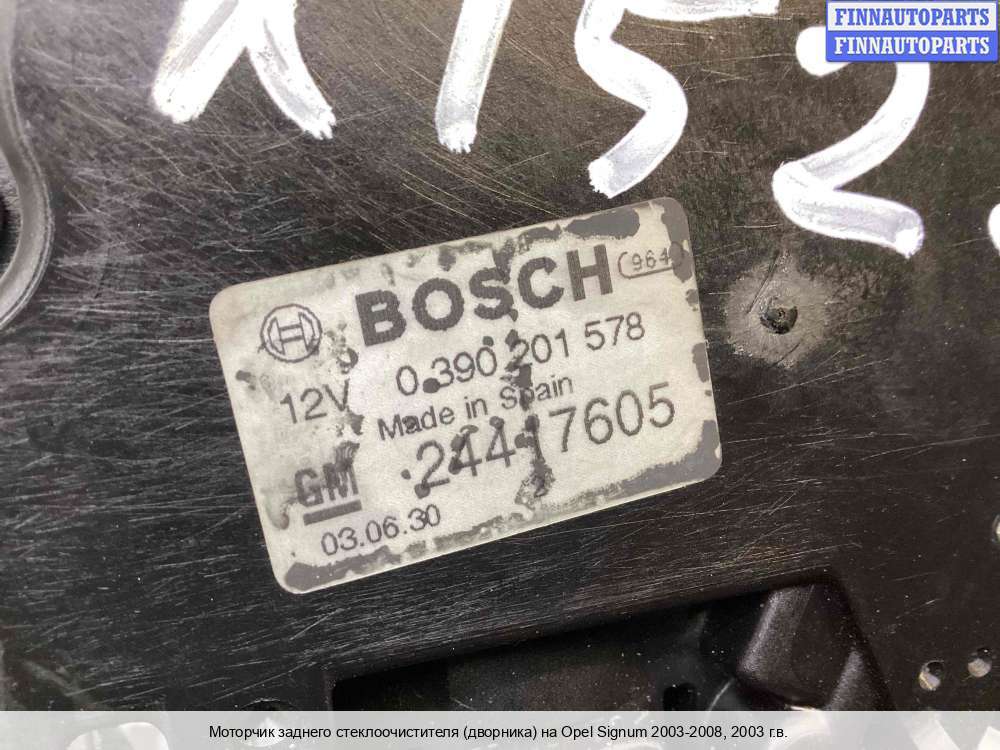 FINNAUTOPARTS
FINNAUTOPARTS
BOSCH
12V 0 390 201 578
Made in Spain
GM 24417605
03.06.30
Моторчик заднего стеклоочистителя (дворника) на Opel Signum 2003-2008, 2003 г.в.